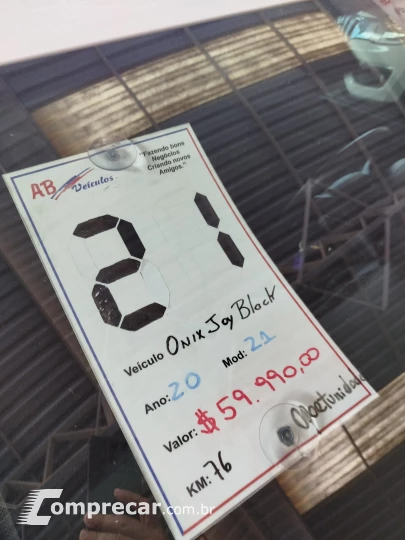 AB Veículos
"Fazendo bons
Negócios
Criando novos
Amigos."
21
Veículo Onix Joy Black
Ano: 20 Mod: 21
Valor: $ 59.990,00
KM: 76 Oportunidade
Comprecar.com.br